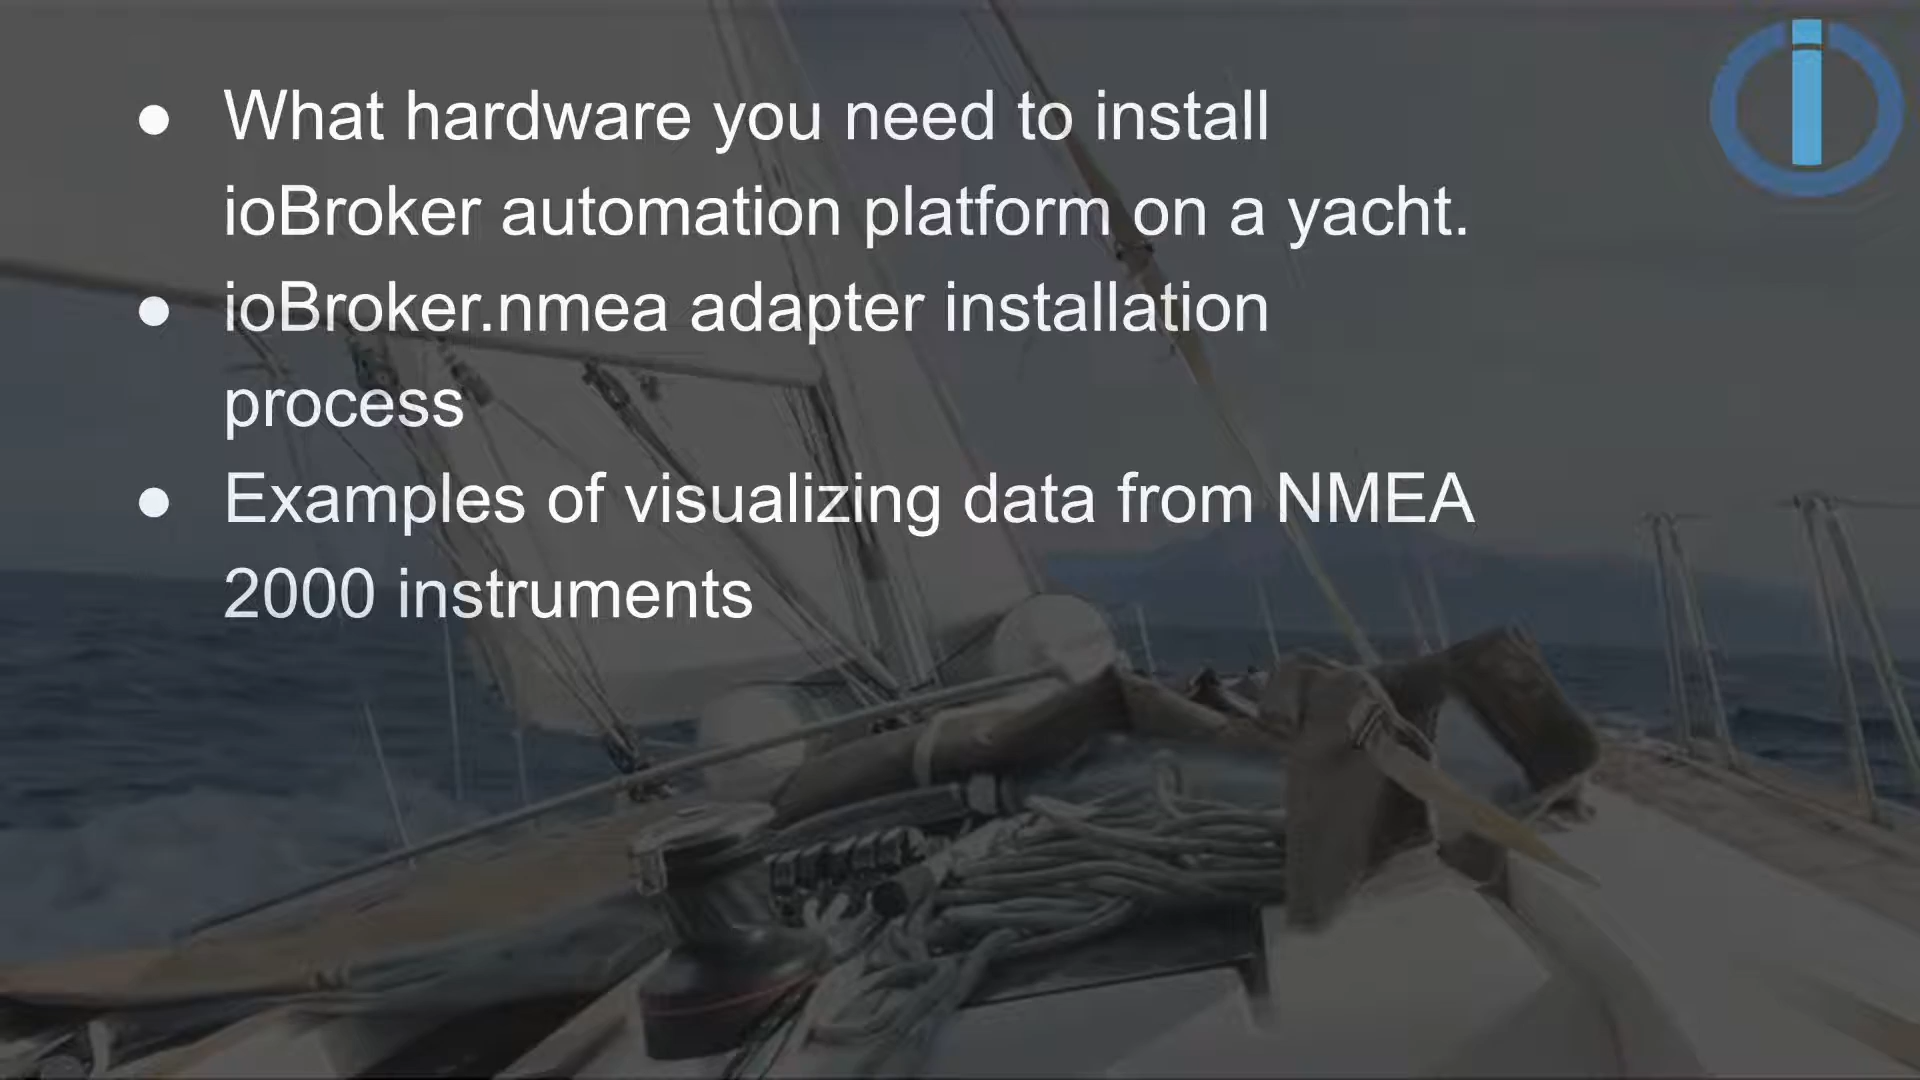 ● What hardware you need to install
ioBroker automation platform on a yacht.
● ioBroker.nmea adapter installation
process
● Examples of visualizing data from NMEA
2000 instruments